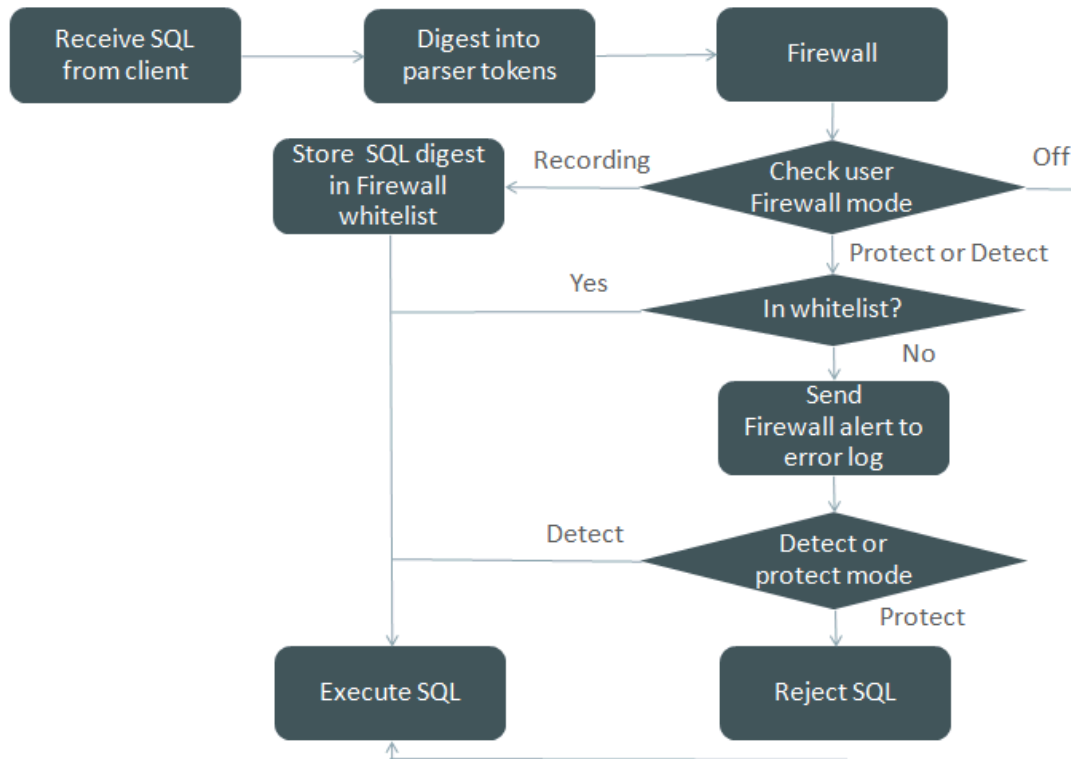 Receive SQL
from client
Digest into
parser tokens
Firewall
Store SQL digest
in Firewall
whitelist
Recording
Check user
Firewall mode
Off
Protect or Detect
Yes
In whitelist?
No
Send
Firewall alert to
error log
Detect
Detect or
protect mode
Protect
Execute SQL
Reject SQL